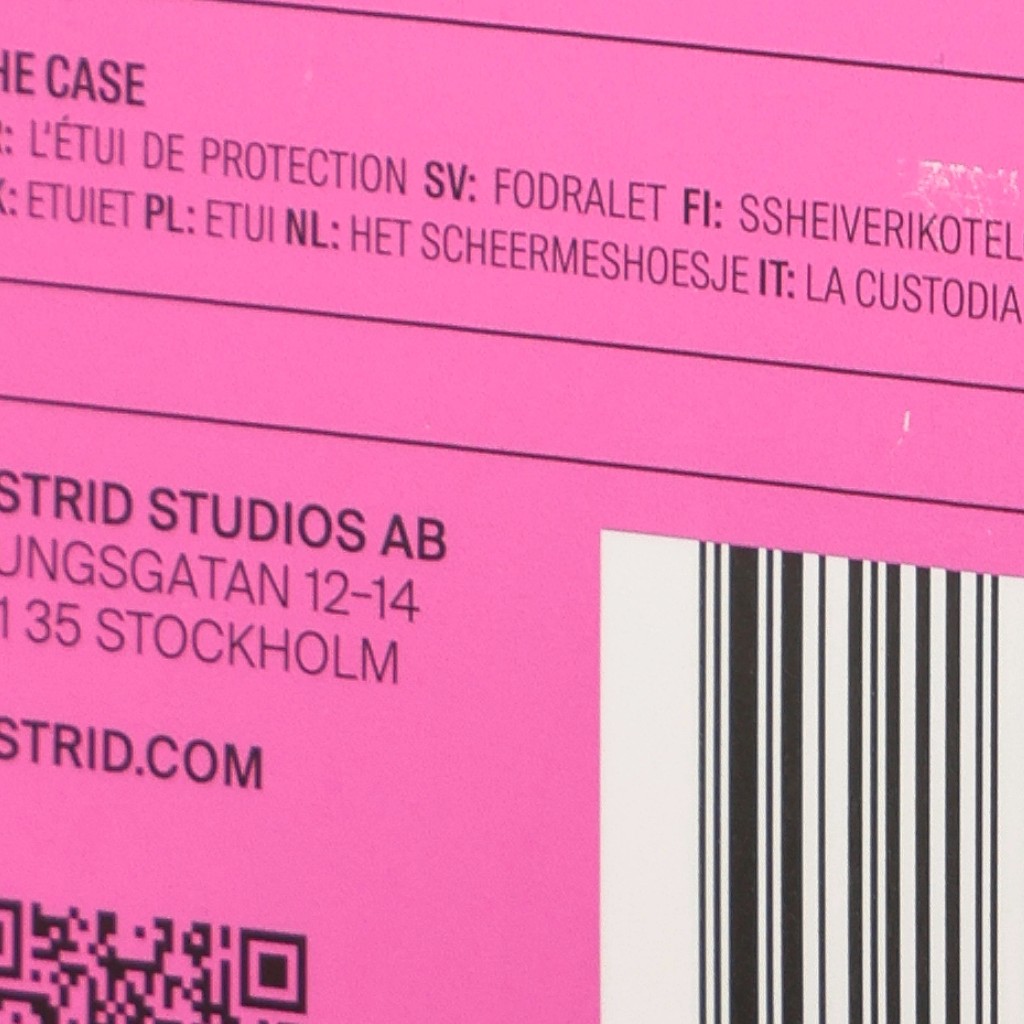 HE CASE
: L'ÉTUI DE PROTECTION SV: FODRALET FI: SSHEIVERIKOTEL
K: ETUIET PL: ETUI NL: HET SCHEERMESHOESJE IT: LA CUSTODIA
STRID STUDIOS AB
UNGSGATAN 12–14
1 35 STOCKHOLM
STRID.COM